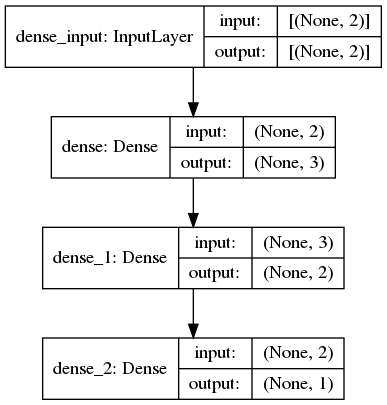 dense_input: InputLayer
input: [(None, 2)]
output: [(None, 2)]
dense: Dense
input: (None, 2)
output: (None, 3)
dense_1: Dense
input: (None, 3)
output: (None, 2)
dense_2: Dense
input: (None, 2)
output: (None, 1)